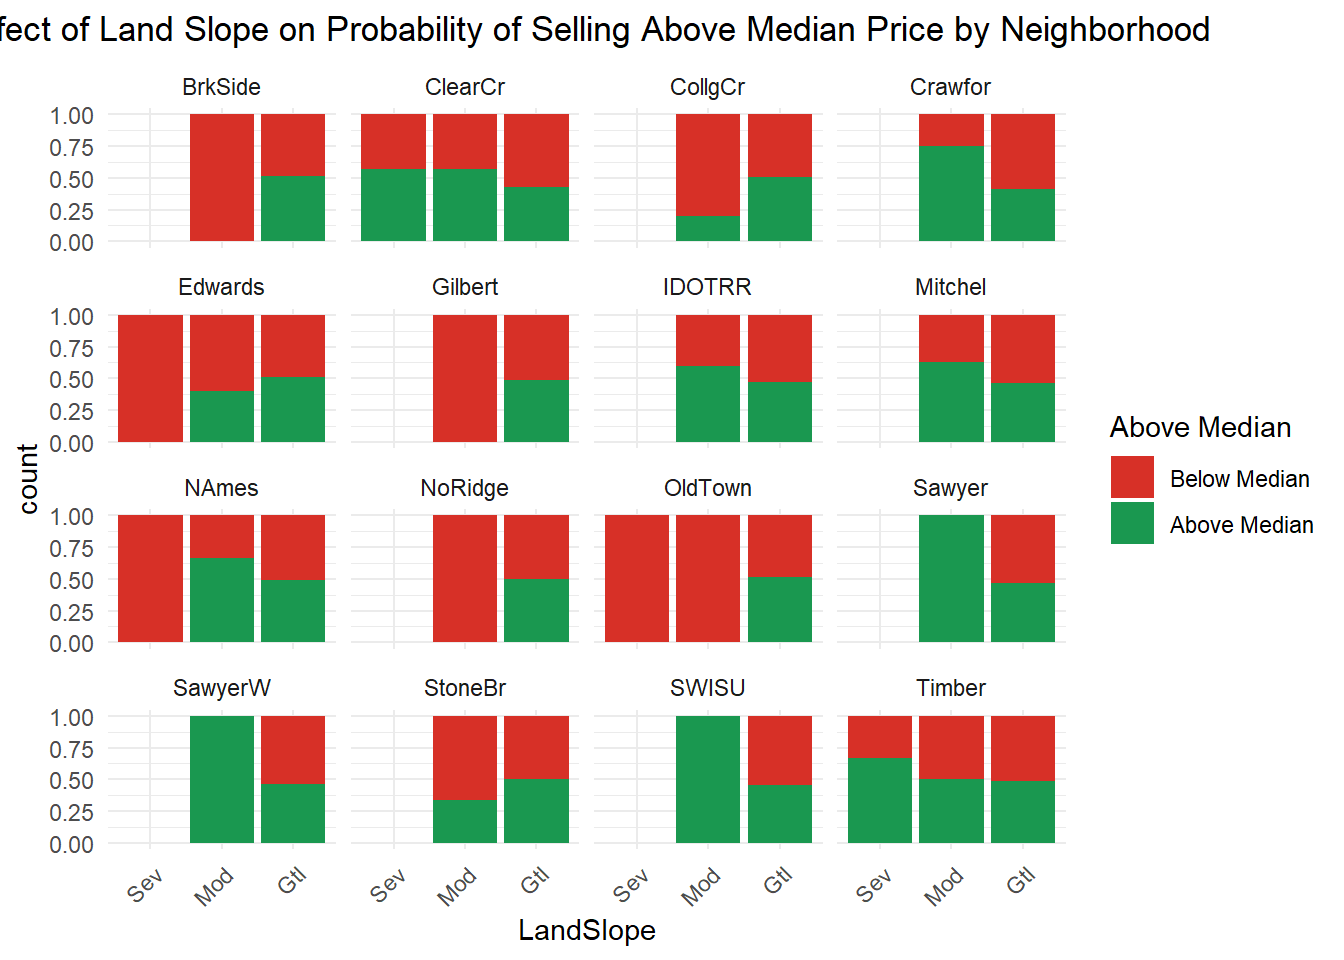 fect of Land Slope on Probability of Selling Above Median Price by Neighborhood
BrkSide ClearCr CollgCr Crawfor
1.00
0.75
0.50
0.25
0.00
Edwards Gilbert IDOTRR Mitchel
1.00
0.75
0.50
0.25
0.00
NAmes NoRidge OldTown Sawyer
1.00
0.75
0.50
0.25
0.00
SawyerW StoneBr SWISU Timber
1.00
0.75
0.50
0.25
0.00
Sev Mod Gtl Sev Mod Gtl Sev Mod Gtl Sev Mod Gtl
LandSlope
count
Above Median
Below Median
Above Median